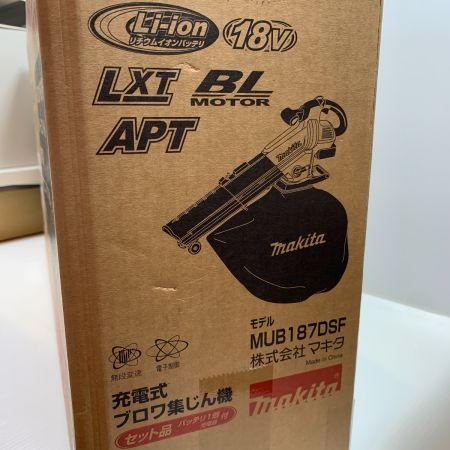 Li-ion
リチウムイオンバッテリ
18V
LXT
BL
MOTOR
APT
makita
makita
モデル
MUB187DSF
株式会社 マキタ
Made in China
無段変速
電子制御
充電式
ブロワ集じん機
セット品 バッテリ1個 付
充電器
makita